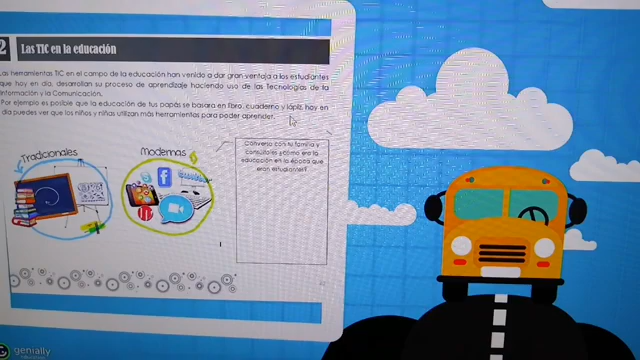 2 Las TIC en la educación
Las herramientas TIC en el campo de la educación han venido a dar gran ventaja a los estudiantes
que hoy en día, desarrollan su proceso de aprendizaje haciendo uso de las Tecnologías de la
Información y la Comunicación.
Por ejemplo es posible que la educación de tus papás se basara en libro, cuaderno y lápiz, hoy en
día puedes ver que los niños y niñas utilizan más herramientas para poder aprender.
Tradicionales
Modernas
Conversa con tu familia y
consúltales ¿cómo era la
educación en la época que
eran estudiantes?
genially